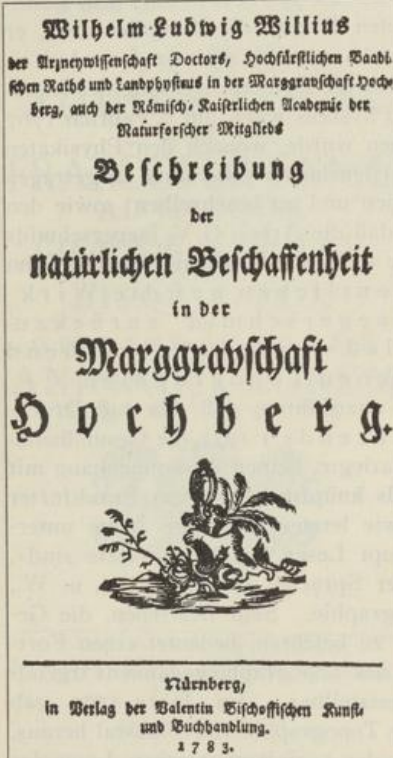 Wilhelm Ludwig Willius
der Arzneywissenschaft Doctors, Hochfürstlichen Baadi-
schen Raths und Landphysikus in der Marggravschaft Hoch-
berg, auch der Römisch-Kaiserlichen Academie der
Naturforscher Mitglieds
Beschreibung
der
natürlichen Beschaffenheit
in der
Marggravschaft
Hochberg.
Nürnberg,
in Verlag der Valentin Bischoffischen Kunst-
und Buchhandlung.
1783.